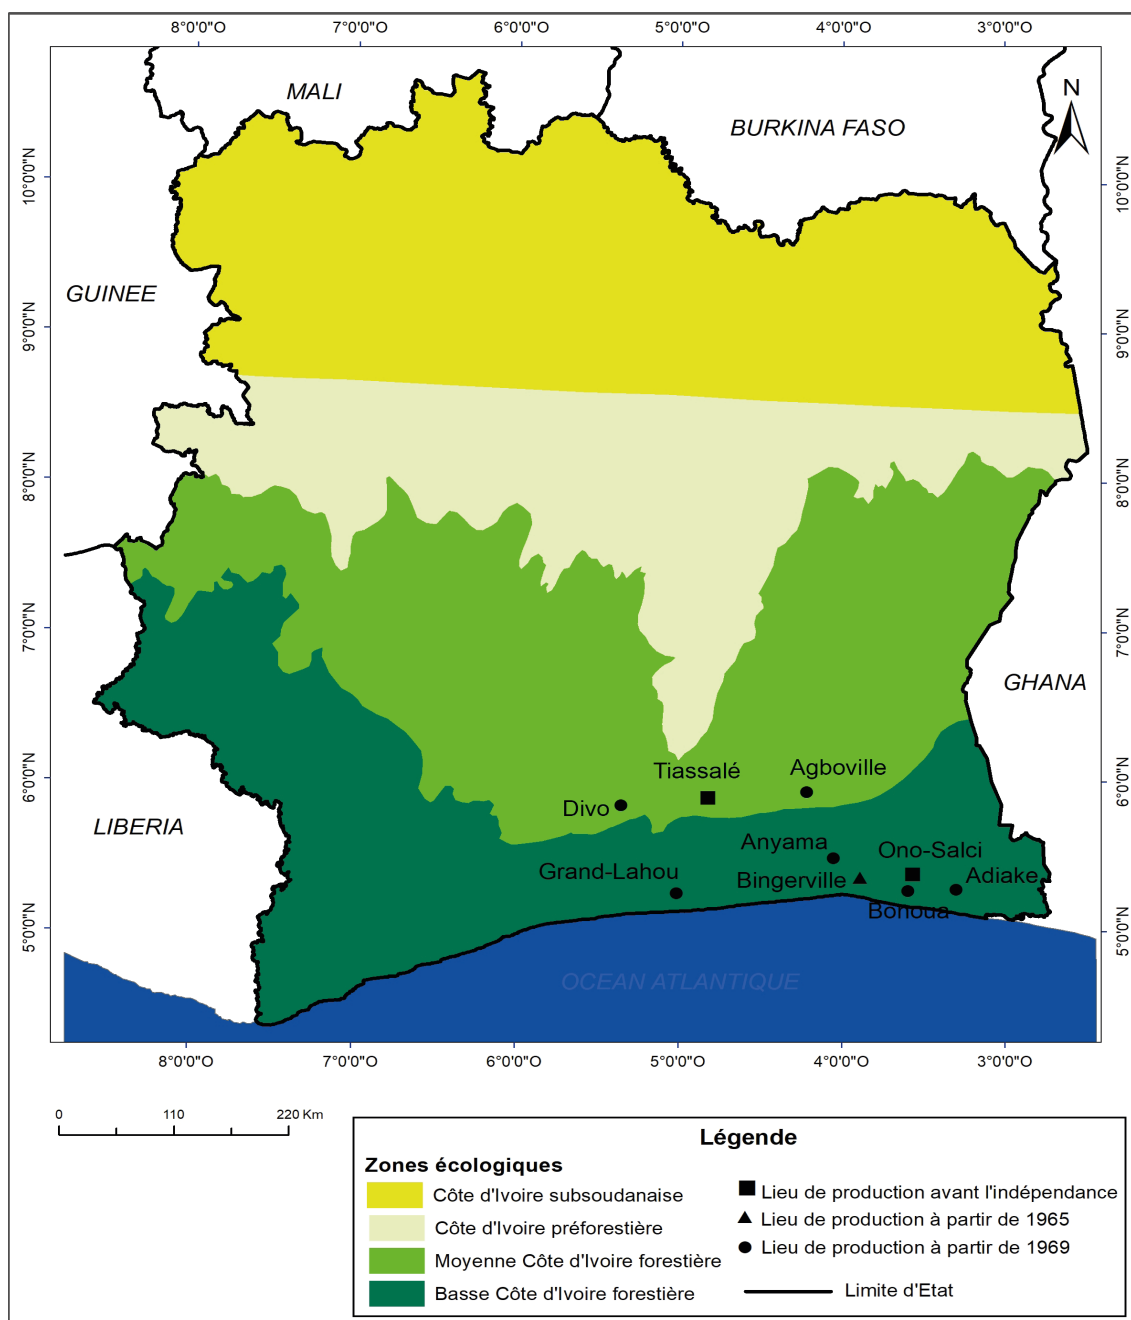 8°0'0"O 7°0'0"O 6°0'0"O 5°0'0"O 4°0'0"O 3°0'0"O
MALI
N
BURKINA FASO
10°0'0"N 10°0'0"N
GUINEE
9°0'0"N 9°0'0"N
8°0'0"N 8°0'0"N
7°0'0"N 7°0'0"N
GHANA
Tiassalé Agboville
6°0'0"N 6°0'0"N
Divo
LIBERIA
Anyama Ono-Salci
Grand-Lahou Bingerville Adiake
Bonoua
5°0'0"N 5°0'0"N
OCEAN ATLANTIQUE
8°0'0"O 7°0'0"O 6°0'0"O 5°0'0"O 4°0'0"O 3°0'0"O
0 110 220 Km
Légende
Zones écologiques
Côte d'Ivoire subsoudanaise
Côte d'Ivoire préforestière
Moyenne Côte d'Ivoire forestière
Basse Côte d'Ivoire forestière
Lieu de production avant l'indépendance
Lieu de production à partir de 1965
Lieu de production à partir de 1969
Limite d'Etat